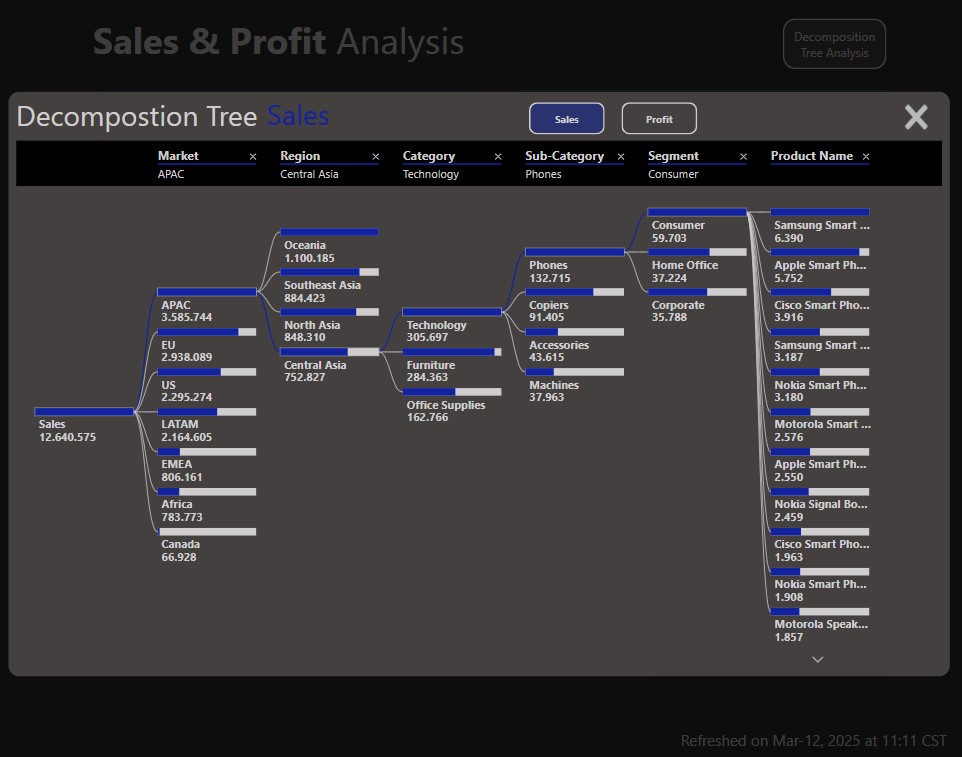 Sales & Profit Analysis
Decomposition
Tree Analysis
Decompostion Tree Sales
Sales
Profit
Market
APAC
Region
Central Asia
Category
Technology
Sub-Category
Phones
Segment
Consumer
Product Name
Sales
12.640.575
APAC
3.585.744
EU
2.938.089
US
2.295.274
LATAM
2.164.605
EMEA
806.161
Africa
783.773
Canada
66.928
Oceania
1.100.185
Southeast Asia
884.423
North Asia
848.310
Central Asia
752.827
Technology
305.697
Furniture
284.363
Office Supplies
162.766
Phones
132.715
Copiers
91.405
Accessories
43.615
Machines
37.963
Consumer
59.703
Home Office
37.224
Corporate
35.788
Samsung Smart ...
6.390
Apple Smart Ph...
5.752
Cisco Smart Pho...
3.916
Samsung Smart ...
3.187
Nokia Smart Ph...
3.180
Motorola Smart ...
2.576
Apple Smart Ph...
2.550
Nokia Signal Bo...
2.459
Cisco Smart Pho...
1.963
Nokia Smart Ph...
1.908
Motorola Speak...
1.857
Refreshed on Mar-12, 2025 at 11:11 CST